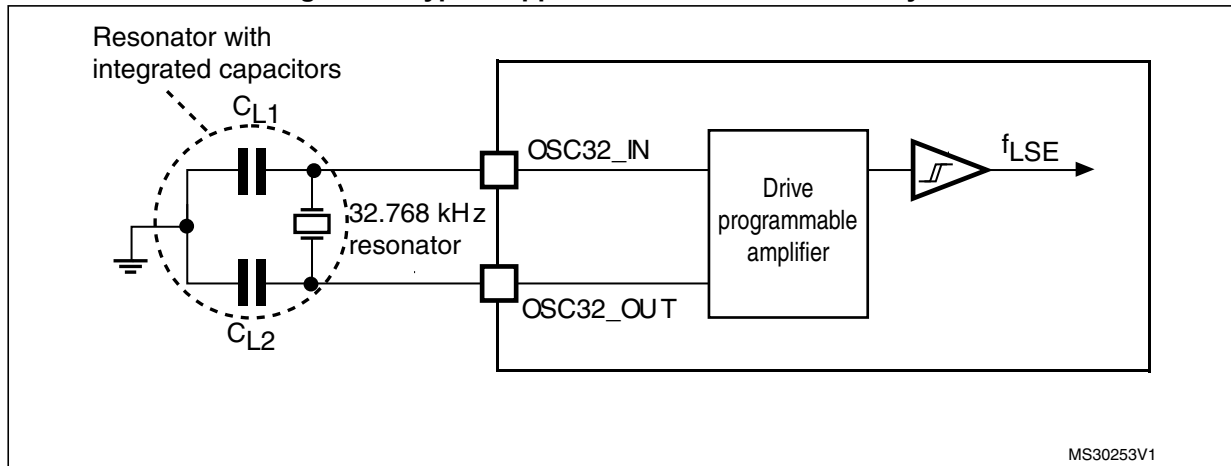 Resonator with
integrated capacitors
CL1
OSC32_IN
fLSE
Drive
programmable
amplifier
32.768 kHz
resonator
OSC32_OUT
CL2
MS30253V1